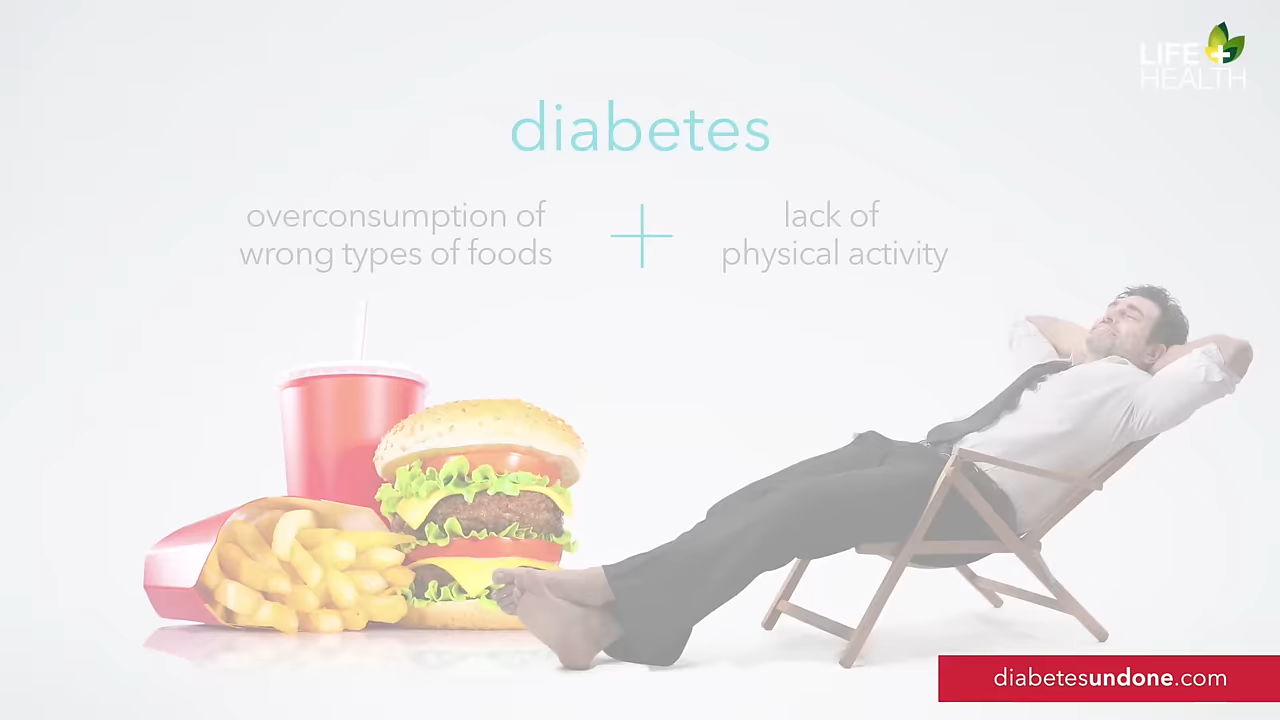 LIFE
HEALTH
diabetes
overconsumption of
wrong types of foods
lack of
physical activity
diabetesundone.com